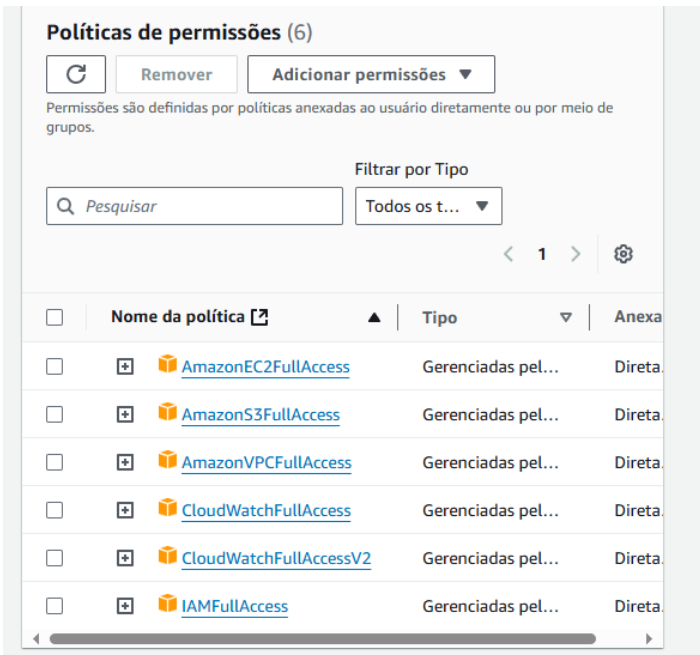 Políticas de permissões (6)
Remover
Adicionar permissões
Permissões são definidas por políticas anexadas ao usuário diretamente ou por meio de
grupos.
Filtrar por Tipo
Pesquisar
Todos os t...
1
Nome da política Tipo Anexa
AmazonEC2FullAccess Gerenciadas pel... Direta.
AmazonS3FullAccess Gerenciadas pel... Direta.
AmazonVPCFullAccess Gerenciadas pel... Direta.
CloudWatchFullAccess Gerenciadas pel... Direta.
CloudWatchFullAccessV2 Gerenciadas pel... Direta.
IAMFullAccess Gerenciadas pel... Direta.